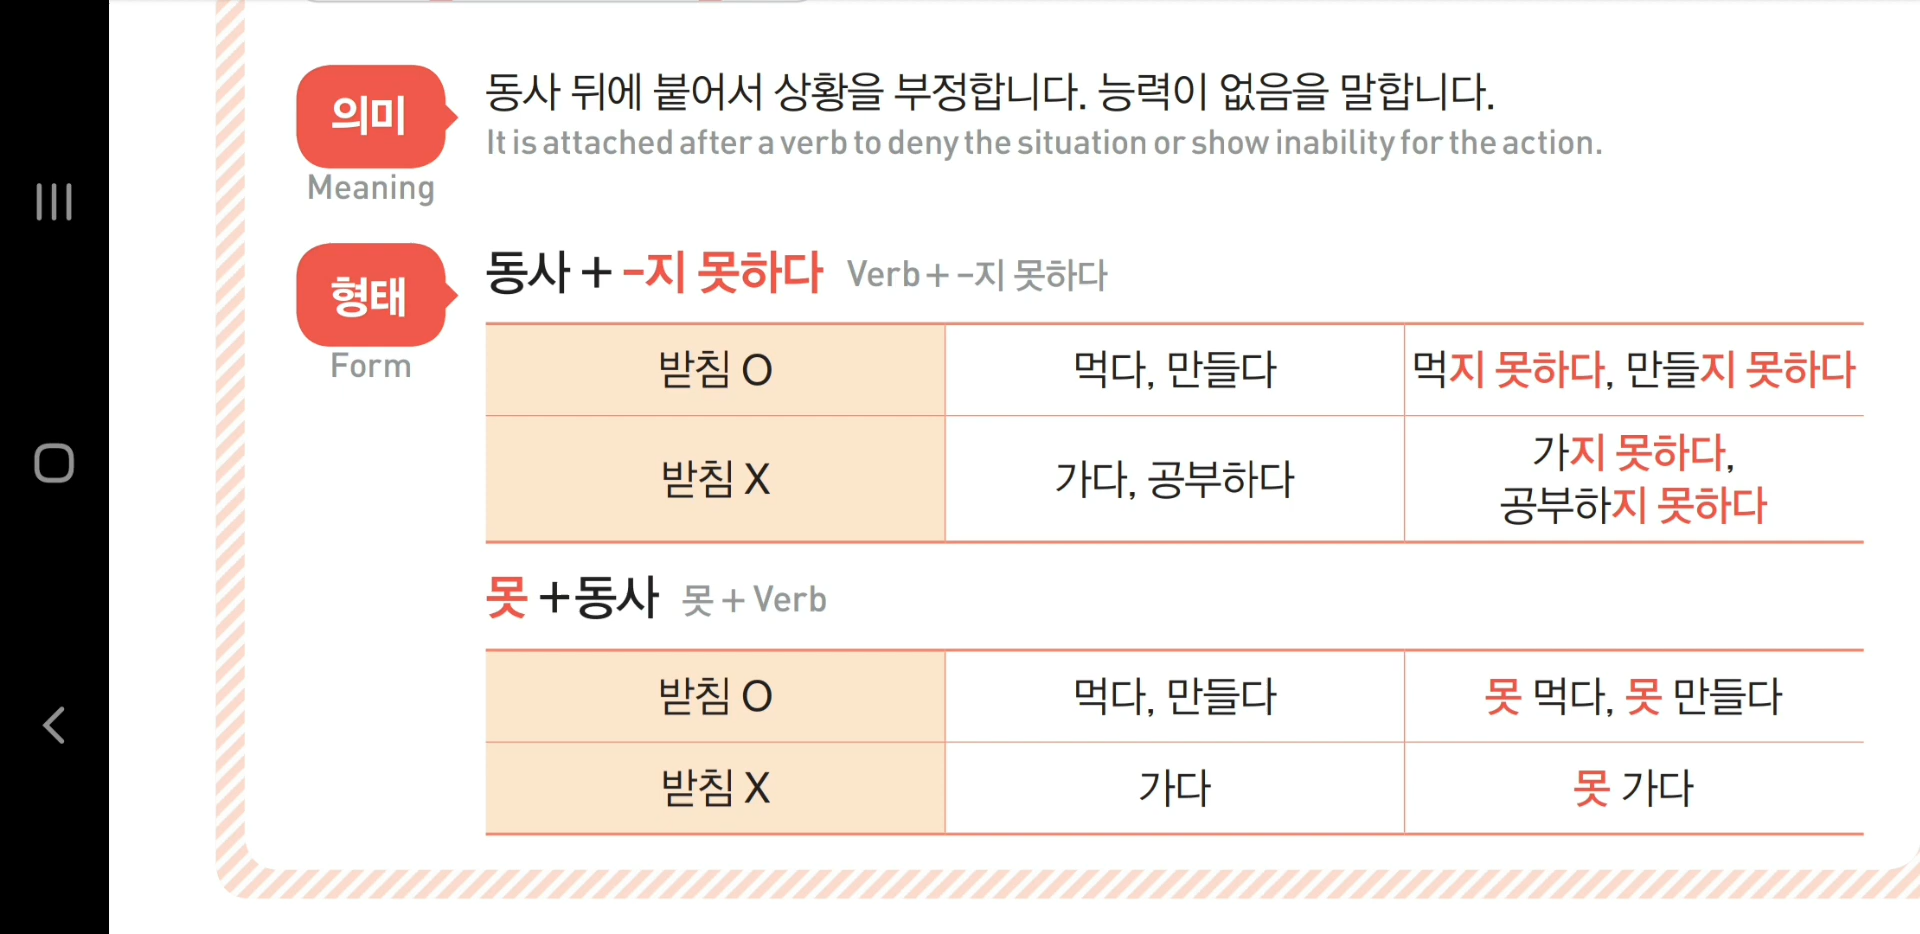 의미
Meaning
동사 뒤에 붙어서 상황을 부정합니다. 능력이 없음을 말합니다.
It is attached after a verb to deny the situation or show inability for the action.
형태
Form
동사 + -지 못하다 Verb + -지 못하다
받침 O 먹다, 만들다 먹지 못하다, 만들지 못하다
받침 X 가다, 공부하다 가지 못하다,
공부하지 못하다
못 + 동사 못 + Verb
받침 O 먹다, 만들다 못 먹다, 못 만들다
받침 X 가다 못 가다